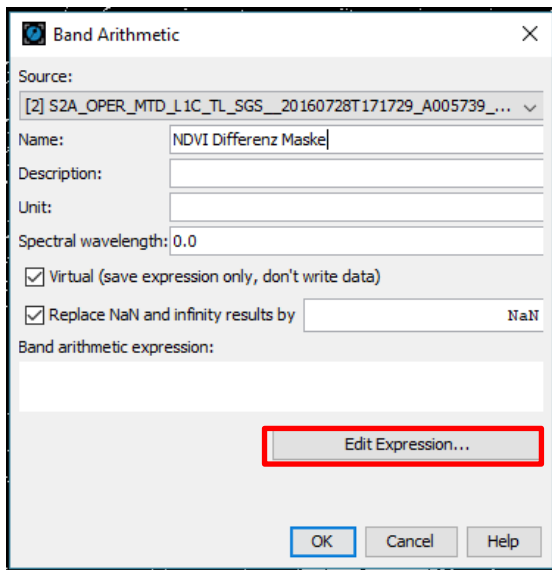 Band Arithmetic
Source:
[2] S2A_OPER_MTD_L1C_TL_SGS__20160728T171729_A005739_...
Name: NDVI Differenz Maske
Description:
Unit:
Spectral wavelength: 0.0
Virtual (save expression only, don't write data)
Replace NaN and infinity results by NaN
Band arithmetic expression:
Edit Expression...
OK Cancel Help